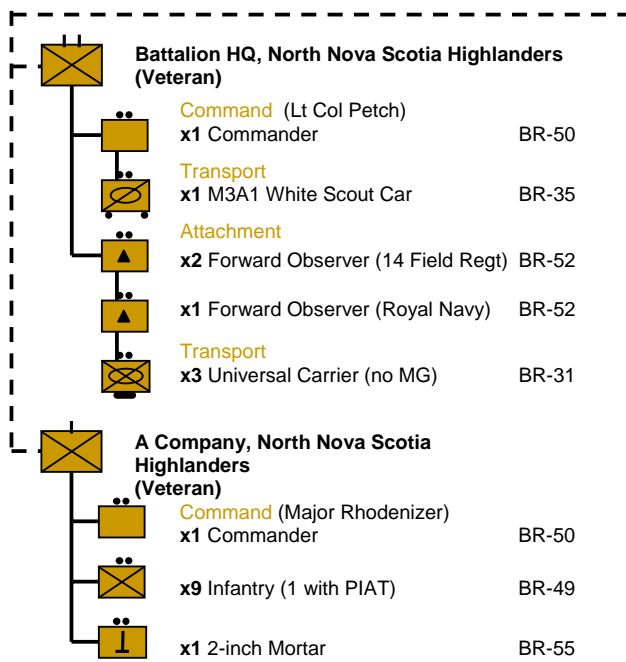 Battalion HQ, North Nova Scotia Highlanders
(Veteran)
Command (Lt Col Petch)
x1 Commander BR-50
Transport
x1 M3A1 White Scout Car BR-35
Attachment
x2 Forward Observer (14 Field Regt) BR-52
x1 Forward Observer (Royal Navy) BR-52
Transport
x3 Universal Carrier (no MG) BR-31
A Company, North Nova Scotia
Highlanders
(Veteran)
Command (Major Rhodenizer)
x1 Commander BR-50
x9 Infantry (1 with PIAT) BR-49
x1 2-inch Mortar BR-55